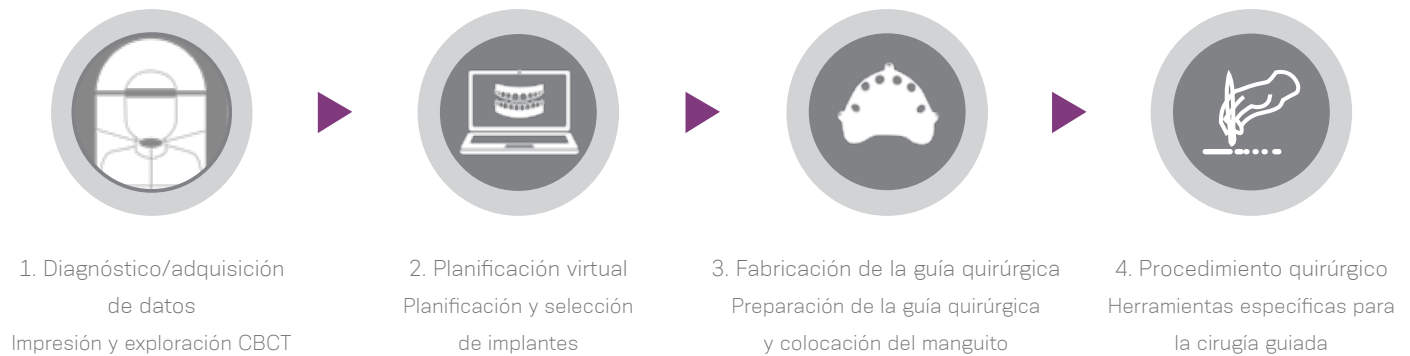 1. Diagnóstico/adquisición
de datos
Impresión y exploración CBCT
2. Planificación virtual
Planificación y selección
de implantes
3. Fabricación de la guía quirúrgica
Preparación de la guía quirúrgica
y colocación del manguito
4. Procedimiento quirúrgico
Herramientas específicas para
la cirugía guiada